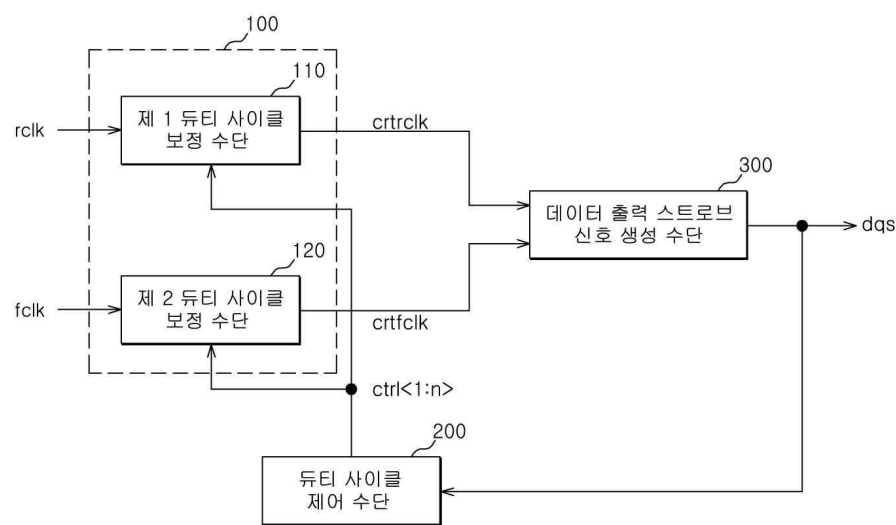 100
110
제 1 듀티 사이클
보정 수단
rclk
crtrclk
300
데이터 출력 스트로브
신호 생성 수단
dqs
120
제 2 듀티 사이클
보정 수단
fclk
crtfclk
ctrl<1:n>
200
듀티 사이클
제어 수단